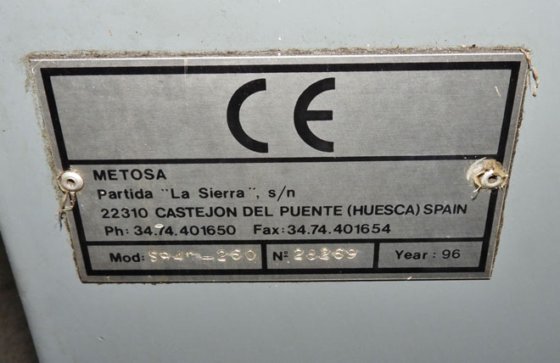 CE
METOSA
Partida "La Sierra", s/n
22310 CASTEJON DEL PUENTE (HUESCA) SPAIN
Ph: 34.74.401650 Fax: 34.74.401654
Mod: Nº 26269 Year : 96